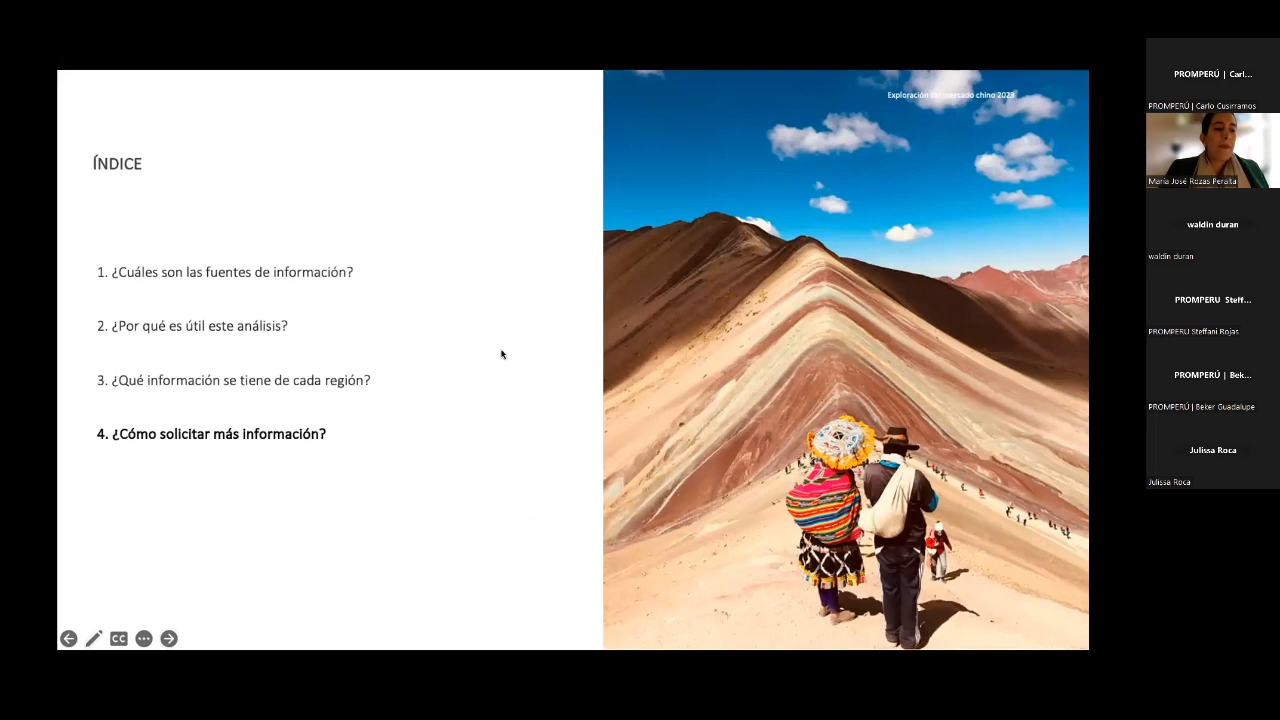 Exploración del mercado chino 2023
ÍNDICE
1. ¿Cuáles son las fuentes de información?
2. ¿Por qué es útil este análisis?
3. ¿Qué información se tiene de cada región?
4. ¿Cómo solicitar más información?
CC
PROMPERÚ | Carl...
PROMPERÚ | Carlo Cusirramos
María José Rozas Peralta
waldin duran
waldin duran
PROMPERU Steff...
PROMPERU Steffani Rojas
PROMPERÚ | Bek...
PROMPERÚ | Beker Guadalupe
Julissa Roca
Julissa Roca